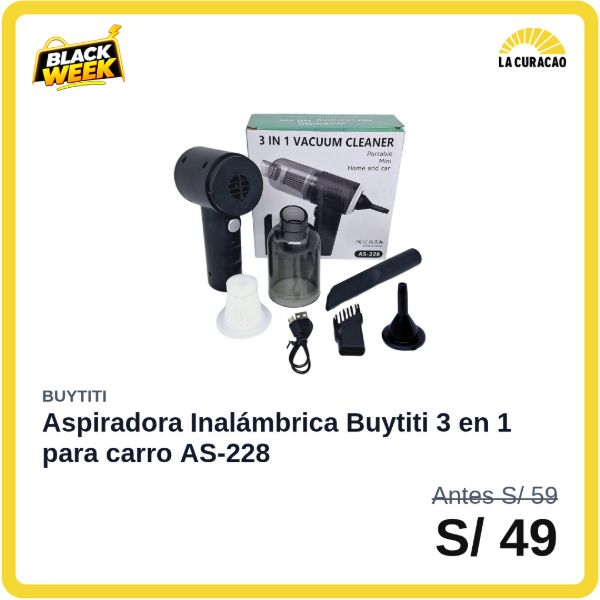 BLACK
WEEK
LA CURACAO
3 IN 1 VACUUM CLEANER
Portable
Mini
Home and car
AS-228
BUYTITI
Aspiradora Inalámbrica Buytiti 3 en 1
para carro AS-228
Antes S/ 59
S/ 49